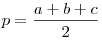 p = \frac{a + b + c}{2}